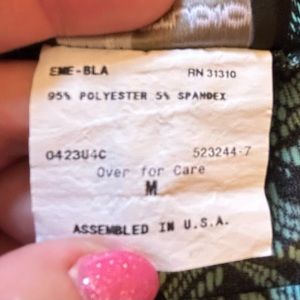 EME-BLA RN 31310
95% POLYESTER 5% SPANDEX
0423U4C 523244-7
Over for Care
M
ASSEMBLED IN U.S.A.